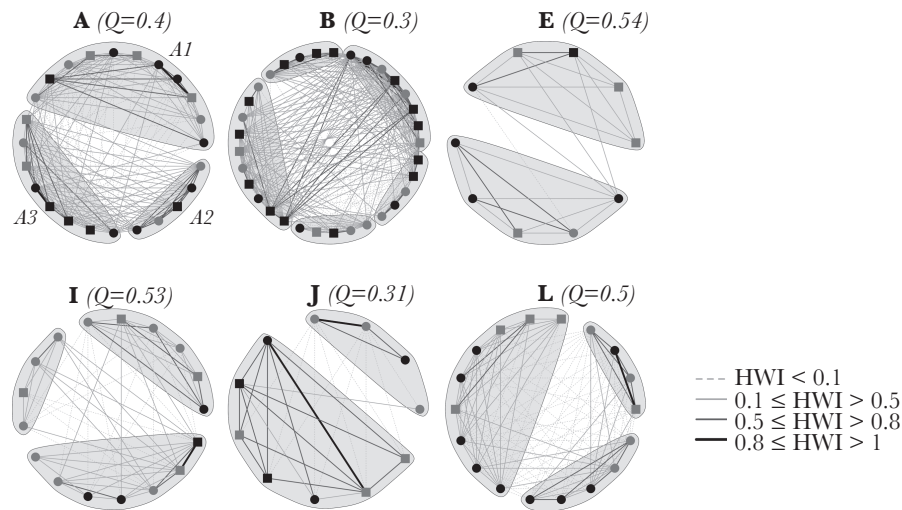 A (Q=0.4)
B (Q=0.3)
E (Q=0.54)
A1
A3
A2
I (Q=0.53)
J (Q=0.31)
L (Q=0.5)
HWI < 0.1
0.1 ≤ HWI > 0.5
0.5 ≤ HWI > 0.8
0.8 ≤ HWI > 1